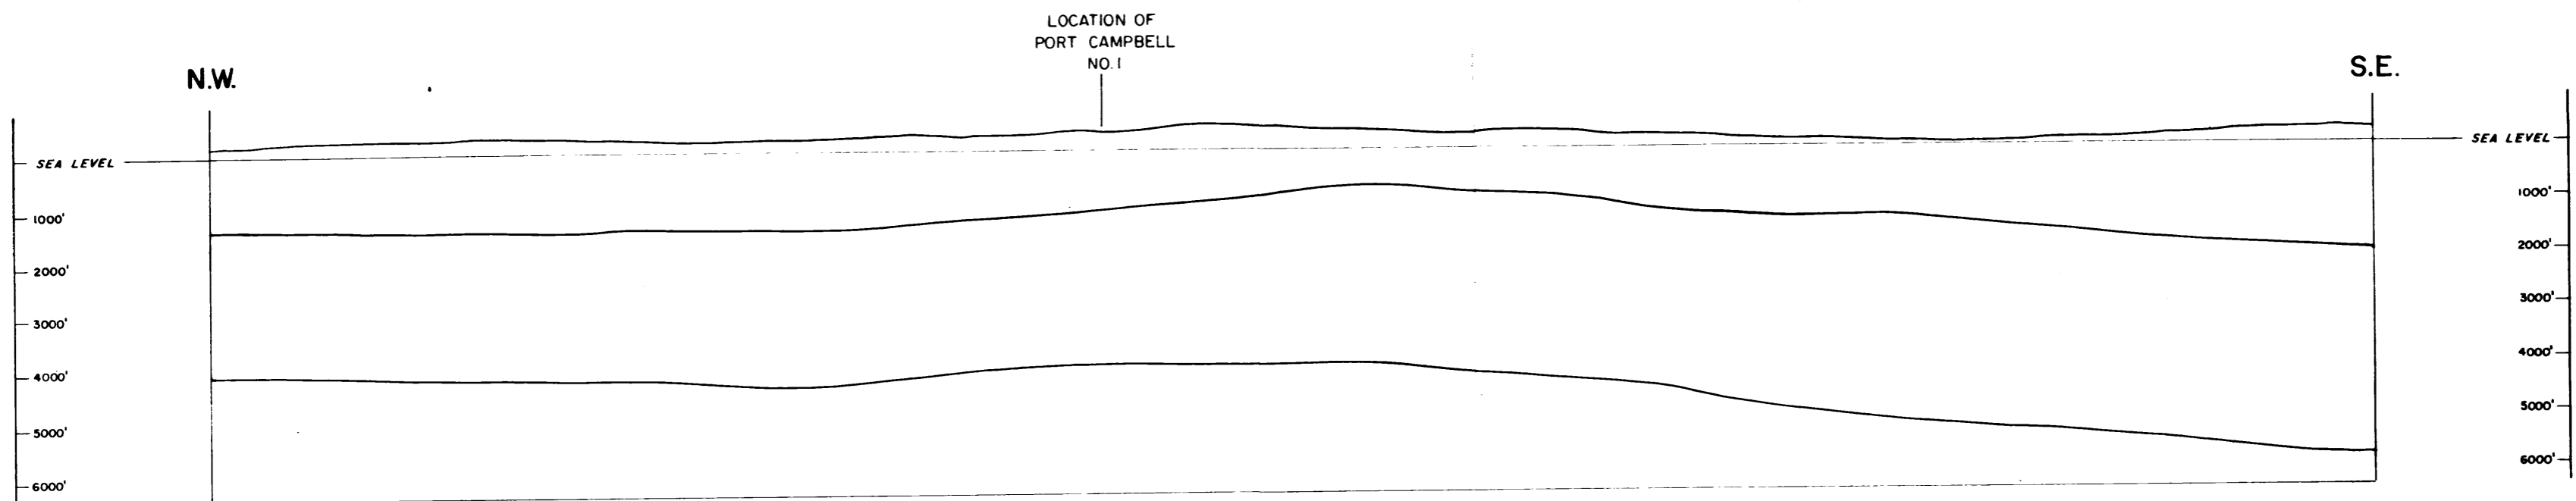 LOCATION OF
PORT CAMPBELL
NO. 1
N.W.
S.E.
SEA LEVEL
1000'
2000'
3000'
4000'
5000'
6000'
SEA LEVEL
1000'
2000'
3000'
4000'
5000'
6000'